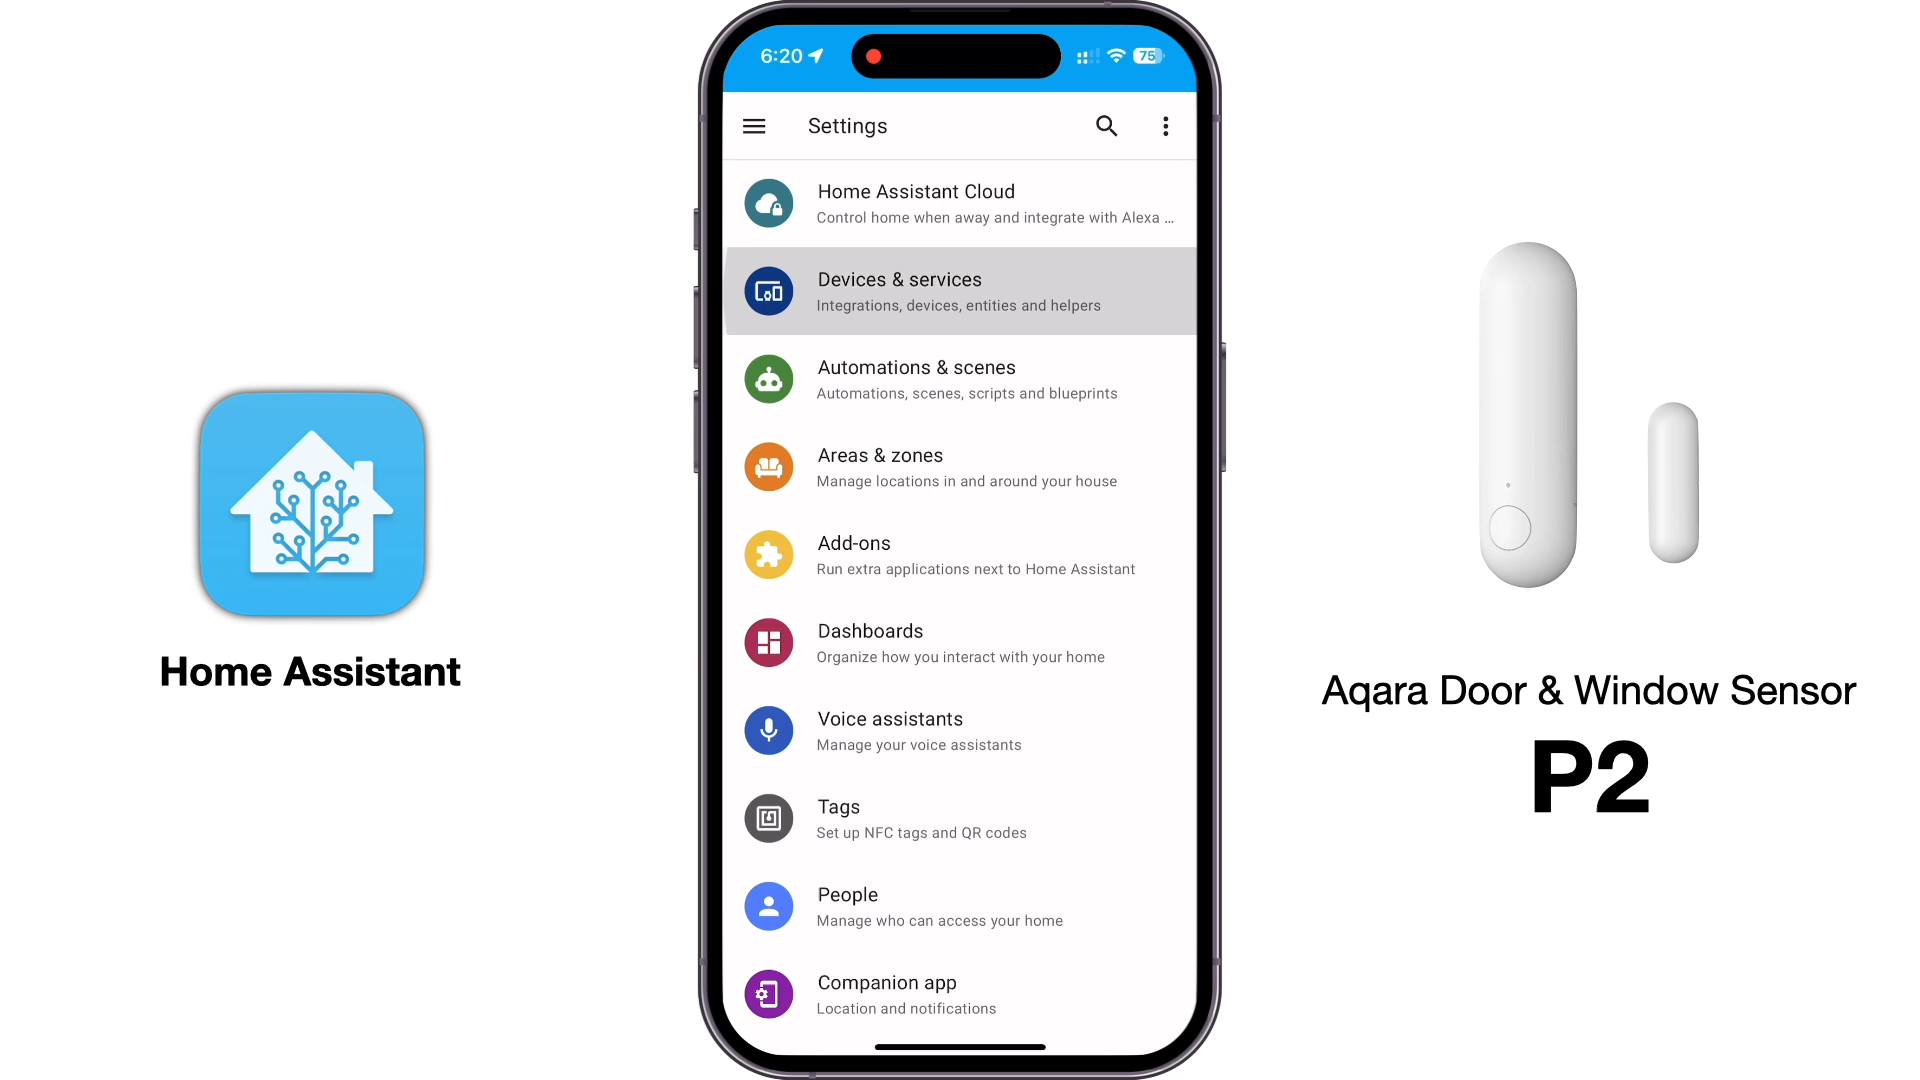 6:20
75
Settings
Home Assistant Cloud
Control home when away and integrate with Alexa ...
Devices & services
Integrations, devices, entities and helpers
Automations & scenes
Automations, scenes, scripts and blueprints
Areas & zones
Manage locations in and around your house
Add-ons
Run extra applications next to Home Assistant
Dashboards
Organize how you interact with your home
Voice assistants
Manage your voice assistants
Tags
Set up NFC tags and QR codes
People
Manage who can access your home
Companion app
Location and notifications
Home Assistant
Aqara Door & Window Sensor
P2